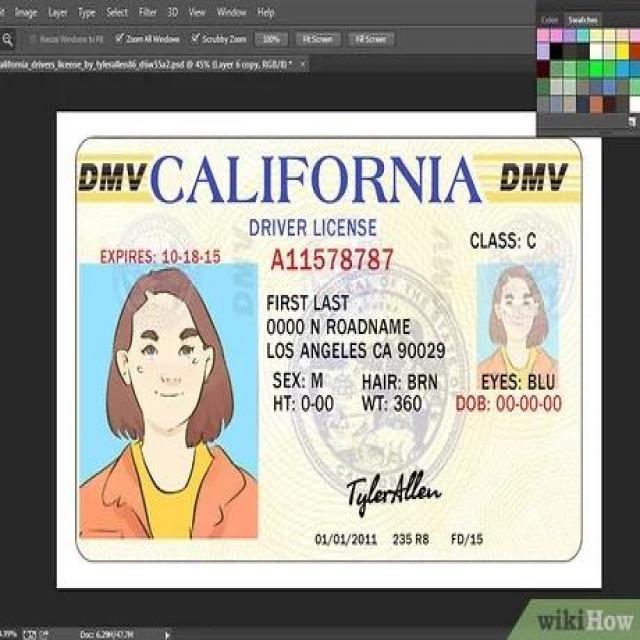 it Image Layer Type Select Filter 3D View Window Help
Resize Windows to Fit Zoom All Windows Scrubby Zoom 100% Fit Screen Fill Screen
Color Swatches
california_drivers_license_by_tylerallen86_d6w55a2.psd @ 45% (Layer 6 copy, RGB/8) *
DMV CALIFORNIA DMV
DRIVER LICENSE
CLASS: C
EXPIRES: 10-18-15
A11578787
FIRST LAST
0000 N ROADNAME
LOS ANGELES CA 90029
SEX: M HAIR: BRN EYES: BLU
HT: 0-00 WT: 360 DOB: 00-00-00
TylerAllen
01/01/2011 235 R8 FD/15
Doc: 6.29M/47.7M
wikiHow